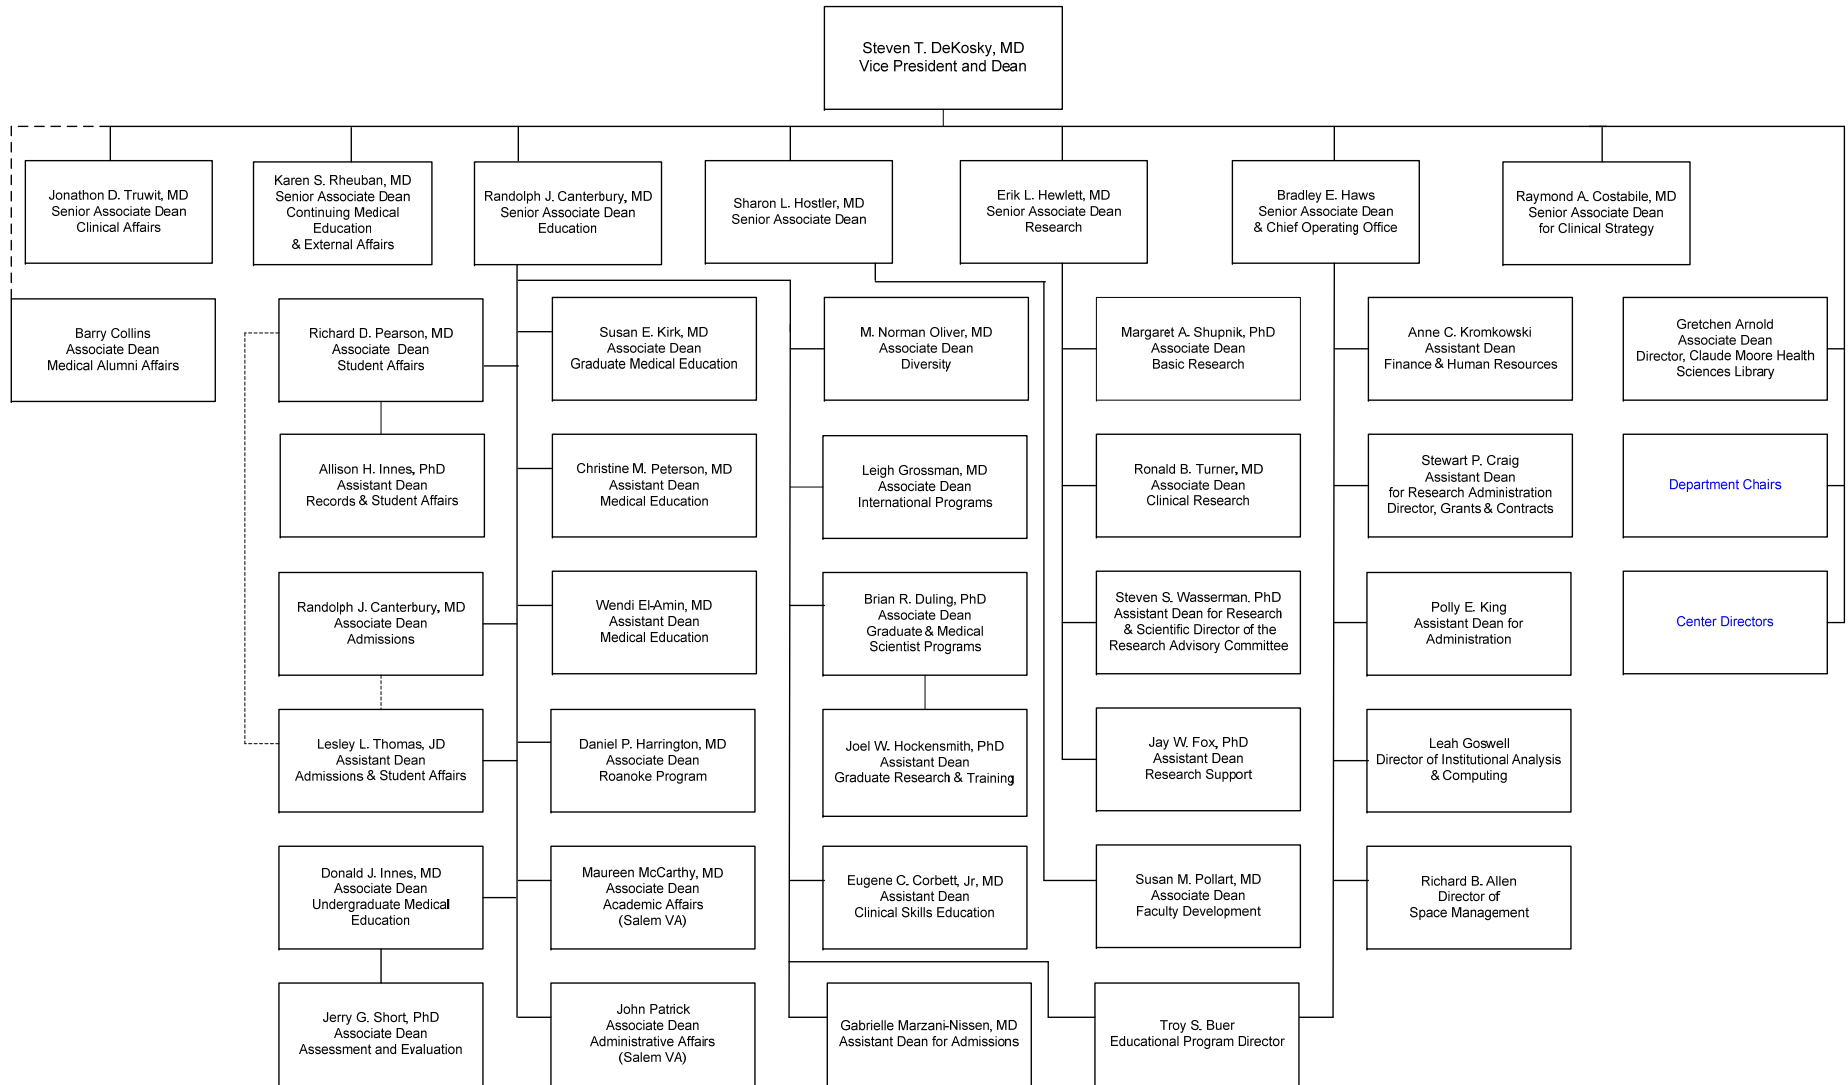 Steven T. DeKosky, MD
Vice President and Dean
Jonathon D. Truwit, MD
Senior Associate Dean
Clinical Affairs
Karen S. Rheuban, MD
Senior Associate Dean
Continuing Medical
Education
& External Affairs
Randolph J. Canterbury, MD
Senior Associate Dean
Education
Sharon L. Hostler, MD
Senior Associate Dean
Erik L. Hewlett, MD
Senior Associate Dean
Research
Bradley E. Haws
Senior Associate Dean
& Chief Operating Office
Raymond A. Costabile, MD
Senior Associate Dean
for Clinical Strategy
Barry Collins
Associate Dean
Medical Alumni Affairs
Richard D. Pearson, MD
Associate Dean
Student Affairs
Susan E. Kirk, MD
Associate Dean
Graduate Medical Education
M. Norman Oliver, MD
Associate Dean
Diversity
Margaret A. Shupnik, PhD
Associate Dean
Basic Research
Anne C. Kromkowski
Assistant Dean
Finance & Human Resources
Gretchen Arnold
Associate Dean
Director, Claude Moore Health
Sciences Library
Allison H. Innes, PhD
Assistant Dean
Records & Student Affairs
Christine M. Peterson, MD
Assistant Dean
Medical Education
Leigh Grossman, MD
Associate Dean
International Programs
Ronald B. Turner, MD
Associate Dean
Clinical Research
Stewart P. Craig
Assistant Dean
for Research Administration
Director, Grants & Contracts
Department Chairs
Randolph J. Canterbury, MD
Associate Dean
Admissions
Wendi El-Amin, MD
Assistant Dean
Medical Education
Brian R. Duling, PhD
Associate Dean
Graduate & Medical
Scientist Programs
Steven S. Wasserman. PhD
Assistant Dean for Research
& Scientific Director of the
Research Advisory Committee
Polly E. King
Assistant Dean for
Administration
Center Directors
Lesley L. Thomas, JD
Assistant Dean
Admissions & Student Affairs
Daniel P. Harrington, MD
Associate Dean
Roanoke Program
Joel W. Hockensmith, PhD
Assistant Dean
Graduate Research & Training
Jay W. Fox, PhD
Assistant Dean
Research Support
Leah Goswell
Director of Institutional Analysis
& Computing
Donald J. Innes, MD
Associate Dean
Undergraduate Medical
Education
Maureen McCarthy, MD
Associate Dean
Academic Affairs
(Salem VA)
Eugene C. Corbett, Jr, MD
Assistant Dean
Clinical Skills Education
Susan M. Pollart, MD
Associate Dean
Faculty Development
Richard B. Allen
Director of
Space Management
Jerry G. Short, PhD
Associate Dean
Assessment and Evaluation
John Patrick
Associate Dean
Administrative Affairs
(Salem VA)
Gabrielle Marzani-Nissen, MD
Assistant Dean for Admissions
Troy S. Buer
Educational Program Director